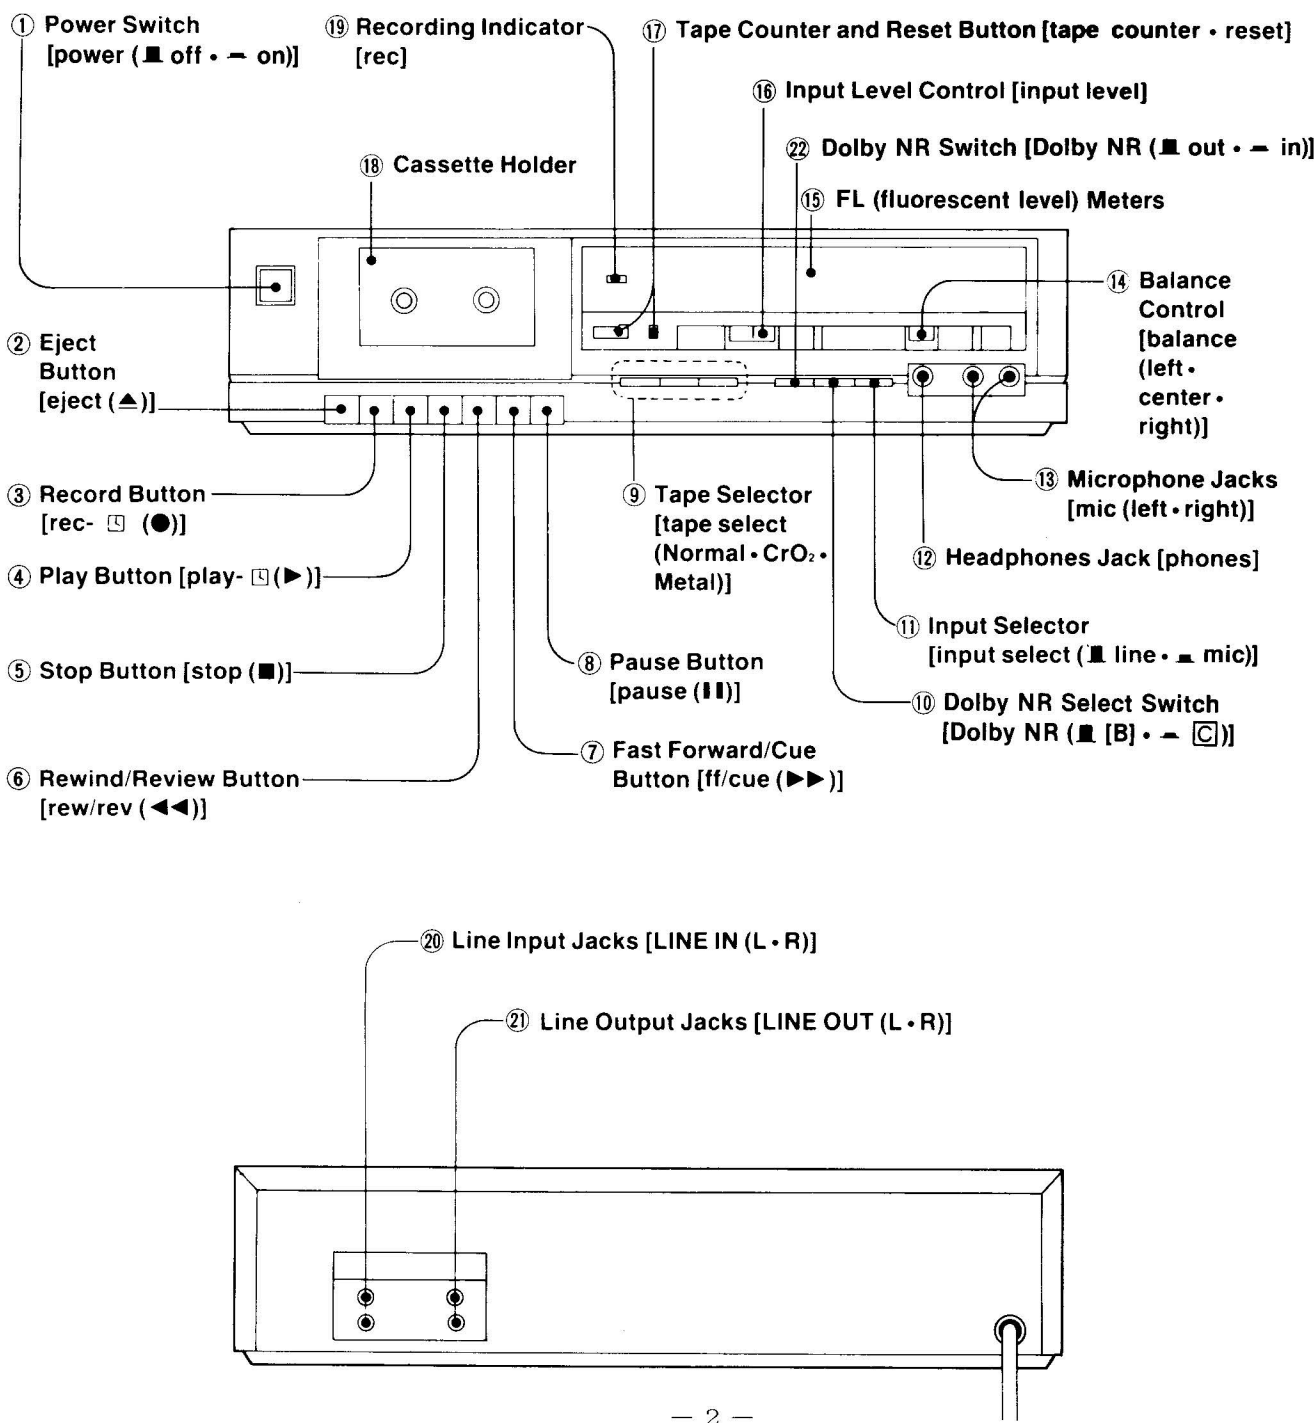 ① Power Switch
[power (▟ off • ▬ on)]
⑲ Recording Indicator
[rec]
⑰ Tape Counter and Reset Button [tape counter • reset]
⑯ Input Level Control [input level]
㉒ Dolby NR Switch [Dolby NR (▟ out • ▬ in)]
⑱ Cassette Holder
⑮ FL (fluorescent level) Meters
⑭ Balance
Control
[balance
(left •
center •
right)]
② Eject
Button
[eject (⏏)]
③ Record Button
[rec- ◷ (●)]
④ Play Button [play- ◷ (▶)]
⑤ Stop Button [stop (■)]
⑥ Rewind/Review Button
[rew/rev (◀◀)]
⑨ Tape Selector
[tape select
(Normal • CrO₂ •
Metal)]
⑬ Microphone Jacks
[mic (left • right)]
⑫ Headphones Jack [phones]
⑪ Input Selector
[input select (▟ line • ▬ mic)]
⑧ Pause Button
[pause (❚❚)]
⑩ Dolby NR Select Switch
[Dolby NR (▟ [B] • ▬ [C])]
⑦ Fast Forward/Cue
Button [ff/cue (▶▶)]
⑳ Line Input Jacks [LINE IN (L • R)]
㉑ Line Output Jacks [LINE OUT (L • R)]
— 2 —